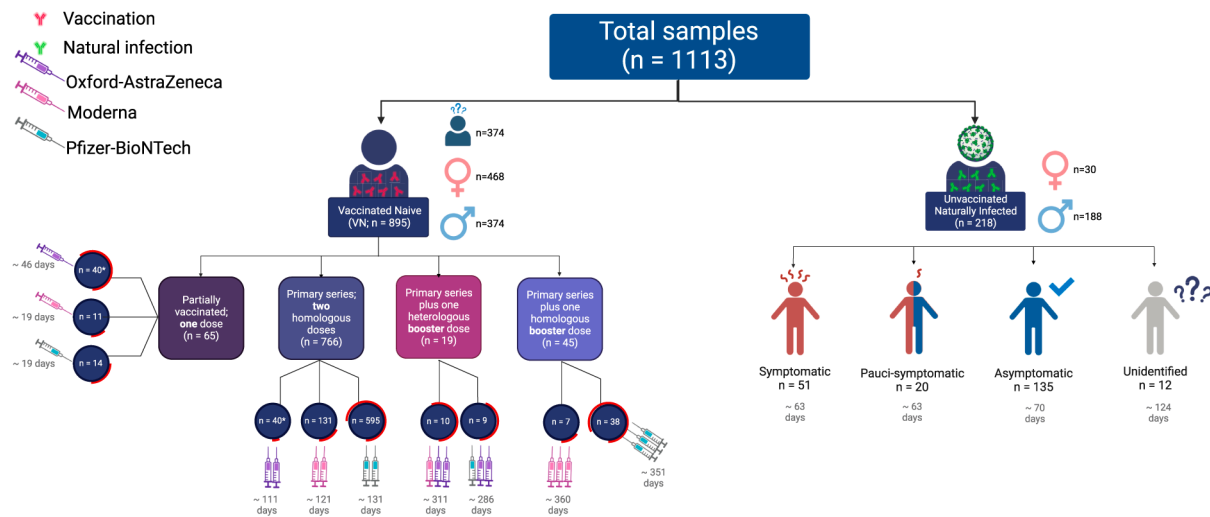 Vaccination
Natural infection
Oxford-AstraZeneca
Moderna
Pfizer-BioNTech
Total samples
(n = 1113)
???
n=374
n=468
n=374
Vaccinated Naive
(VN; n = 895)
n=30
n=188
Unvaccinated
Naturally Infected
(n = 218)
~ 46 days
n = 40*
~ 19 days
n = 11
~ 19 days
n = 14
Partially
vaccinated;
one dose
(n = 65)
Primary series;
two
homologous
doses
(n = 766)
Primary series
plus one
heterologous
booster dose
(n = 19)
Primary series
plus one
homologous
booster dose
(n = 45)
n = 40*
n = 131
n = 595
n = 10
n = 9
n = 7
n = 38
~ 111
days
~ 121
days
~ 131
days
~ 311
days
~ 286
days
~ 360
days
~ 351
days
Symptomatic
n = 51
~ 63
days
Pauci-symptomatic
n = 20
~ 63
days
Asymptomatic
n = 135
~ 70
days
???
Unidentified
n = 12
~ 124
days